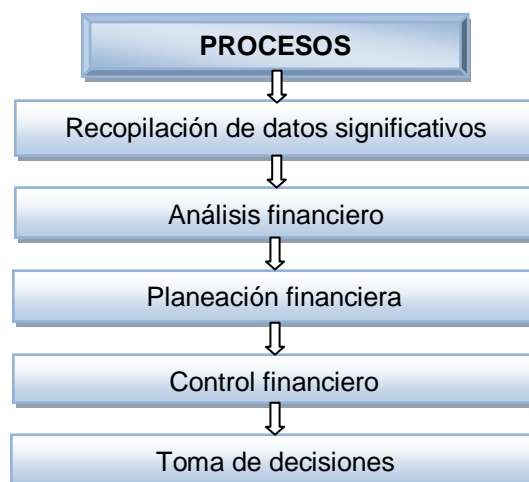 PROCESOS
Recopilación de datos significativos
Análisis financiero
Planeación financiera
Control financiero
Toma de decisiones